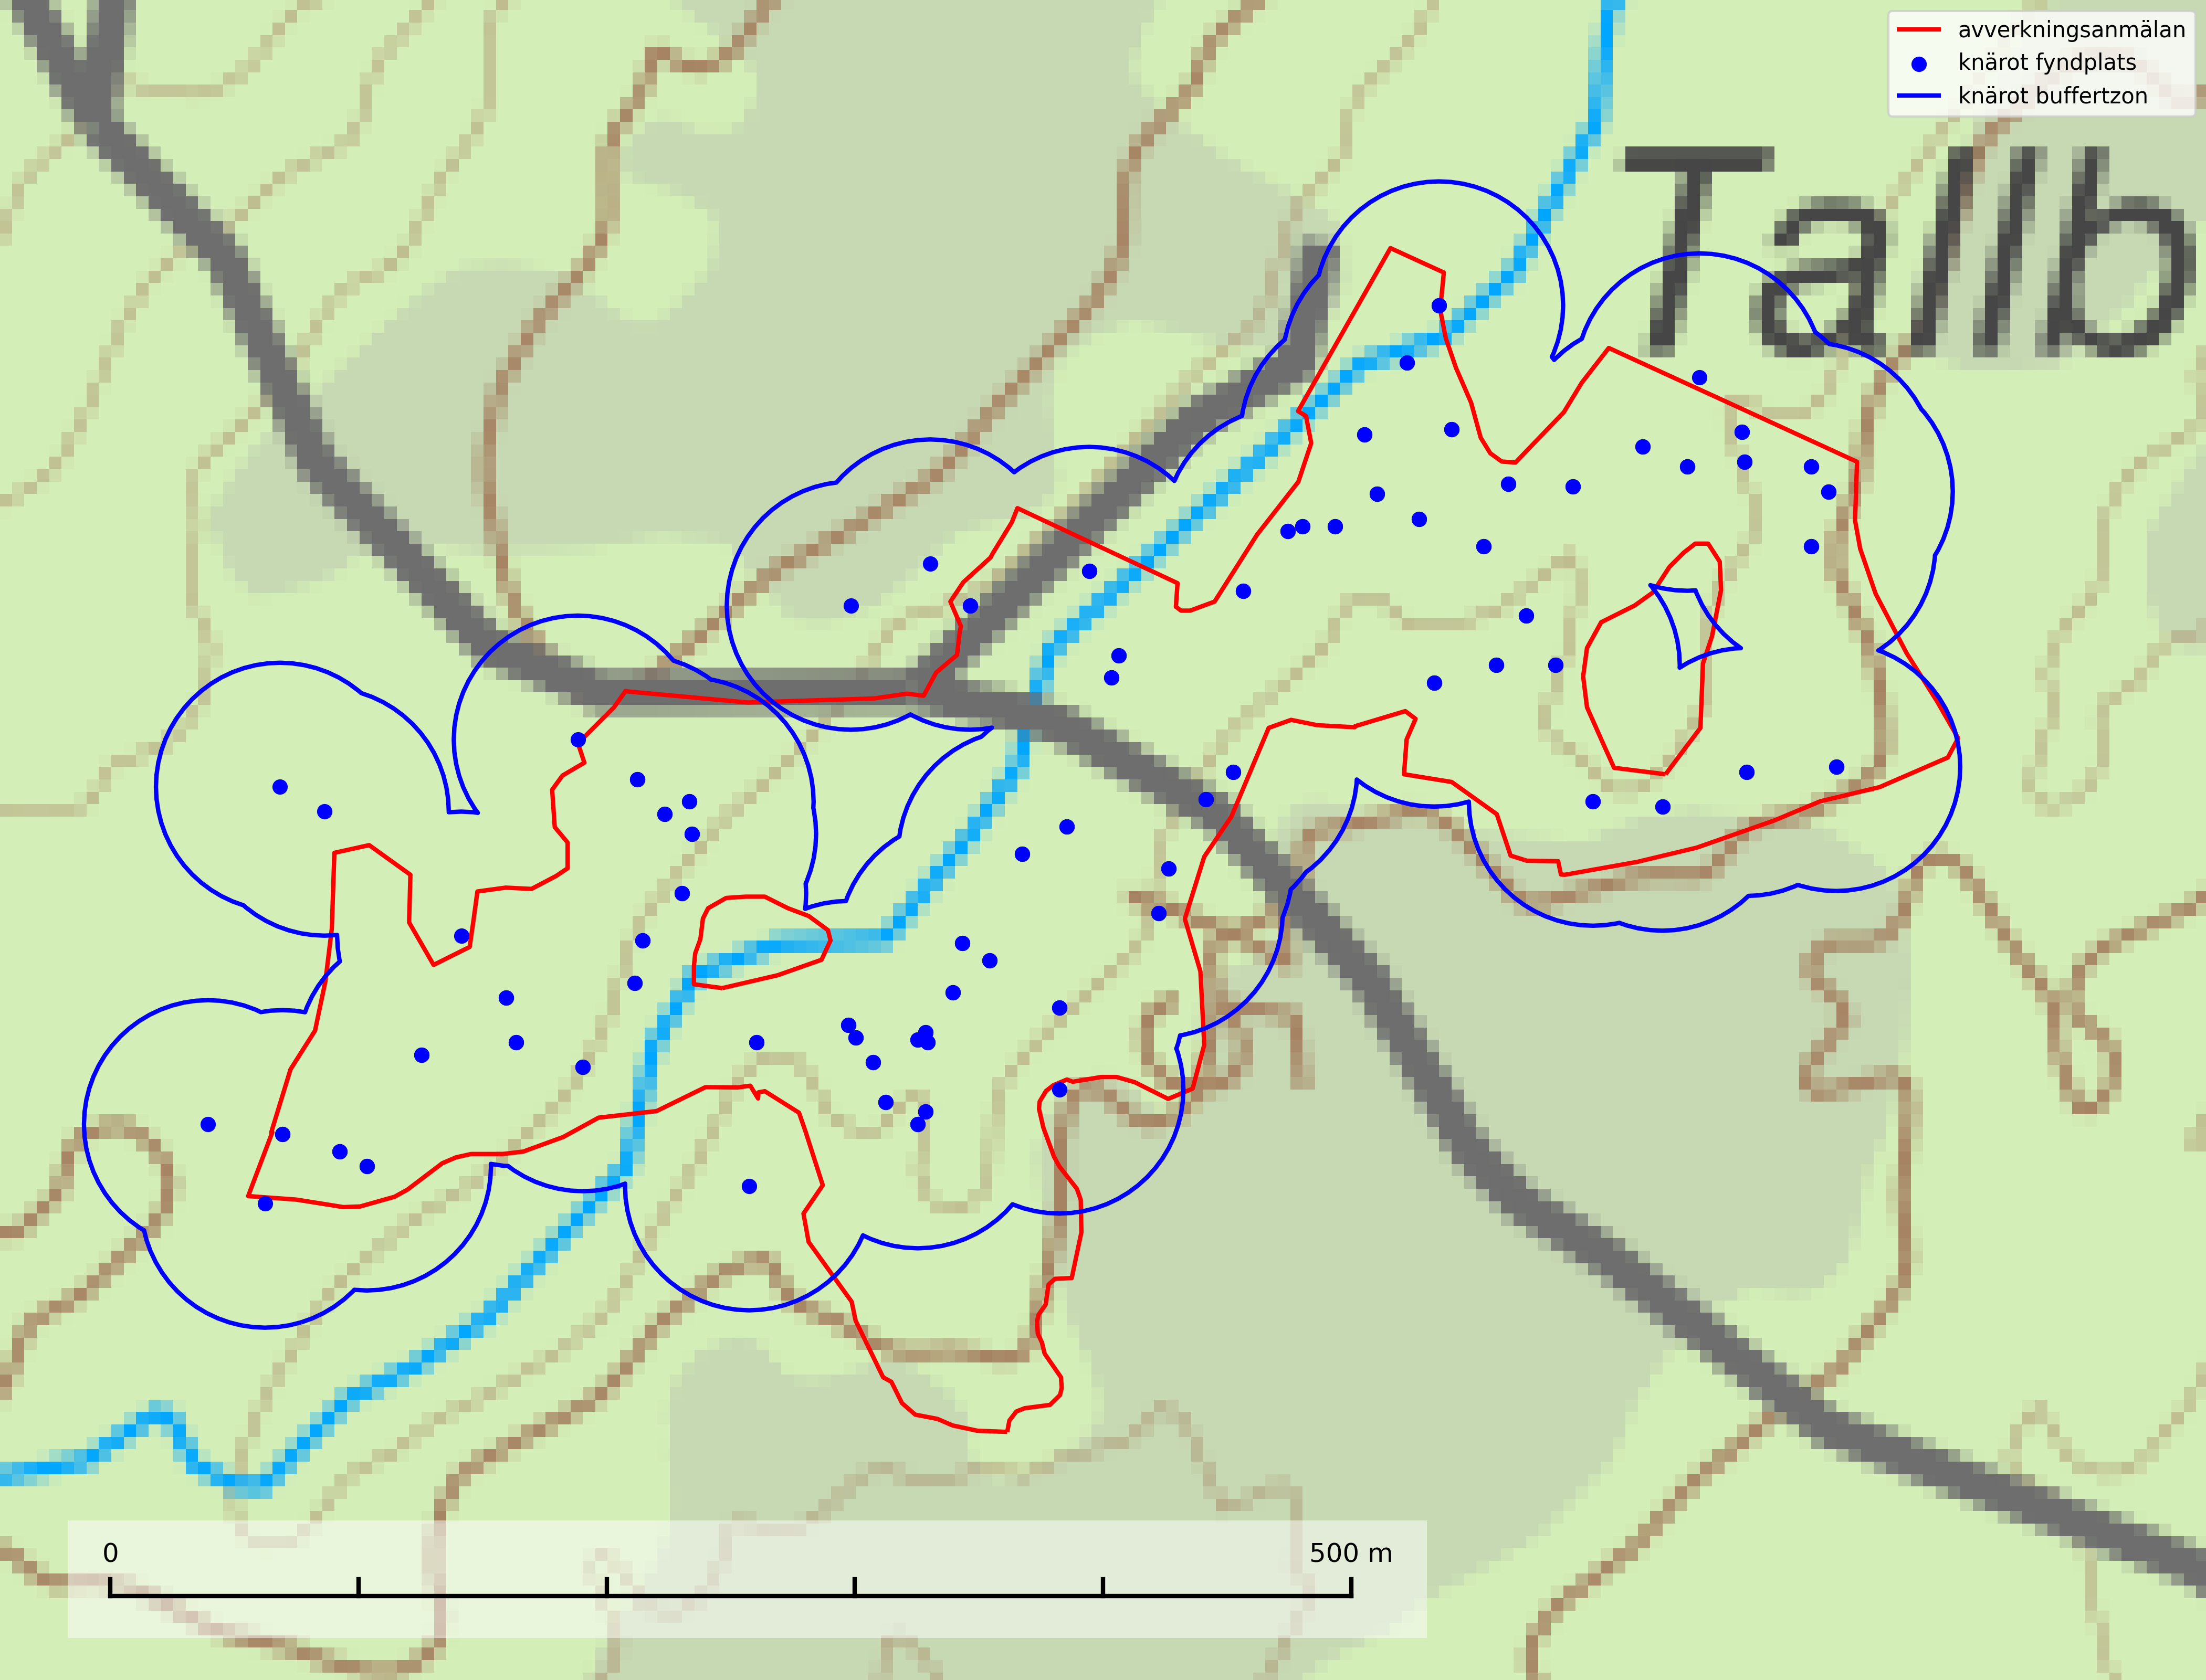 avverkningsanmälan
knärot fyndplats
knärot buffertzon
Tallb
0 500 m